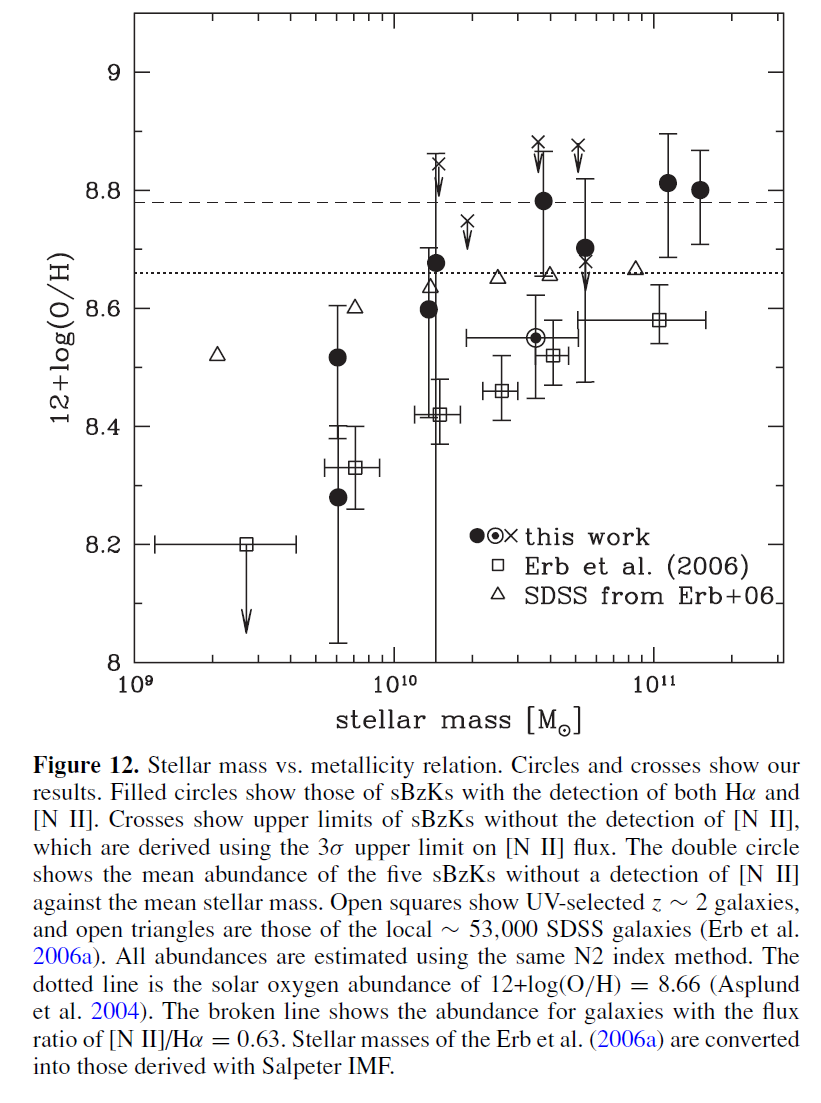 9
8.8
8.6
8.4
8.2
8
12+log(O/H)
10⁹
10¹⁰
10¹¹
stellar mass [M⊙]
this work
Erb et al. (2006)
SDSS from Erb+06
Figure 12. Stellar mass vs. metallicity relation. Circles and crosses show our
results. Filled circles show those of sBzKs with the detection of both Hα and
[N II]. Crosses show upper limits of sBzKs without the detection of [N II],
which are derived using the 3σ upper limit on [N II] flux. The double circle
shows the mean abundance of the five sBzKs without a detection of [N II]
against the mean stellar mass. Open squares show UV-selected z ∼ 2 galaxies,
and open triangles are those of the local ∼ 53,000 SDSS galaxies (Erb et al.
2006a). All abundances are estimated using the same N2 index method. The
dotted line is the solar oxygen abundance of 12+log(O/H) = 8.66 (Asplund
et al. 2004). The broken line shows the abundance for galaxies with the flux
ratio of [N II]/Hα = 0.63. Stellar masses of the Erb et al. (2006a) are converted
into those derived with Salpeter IMF.